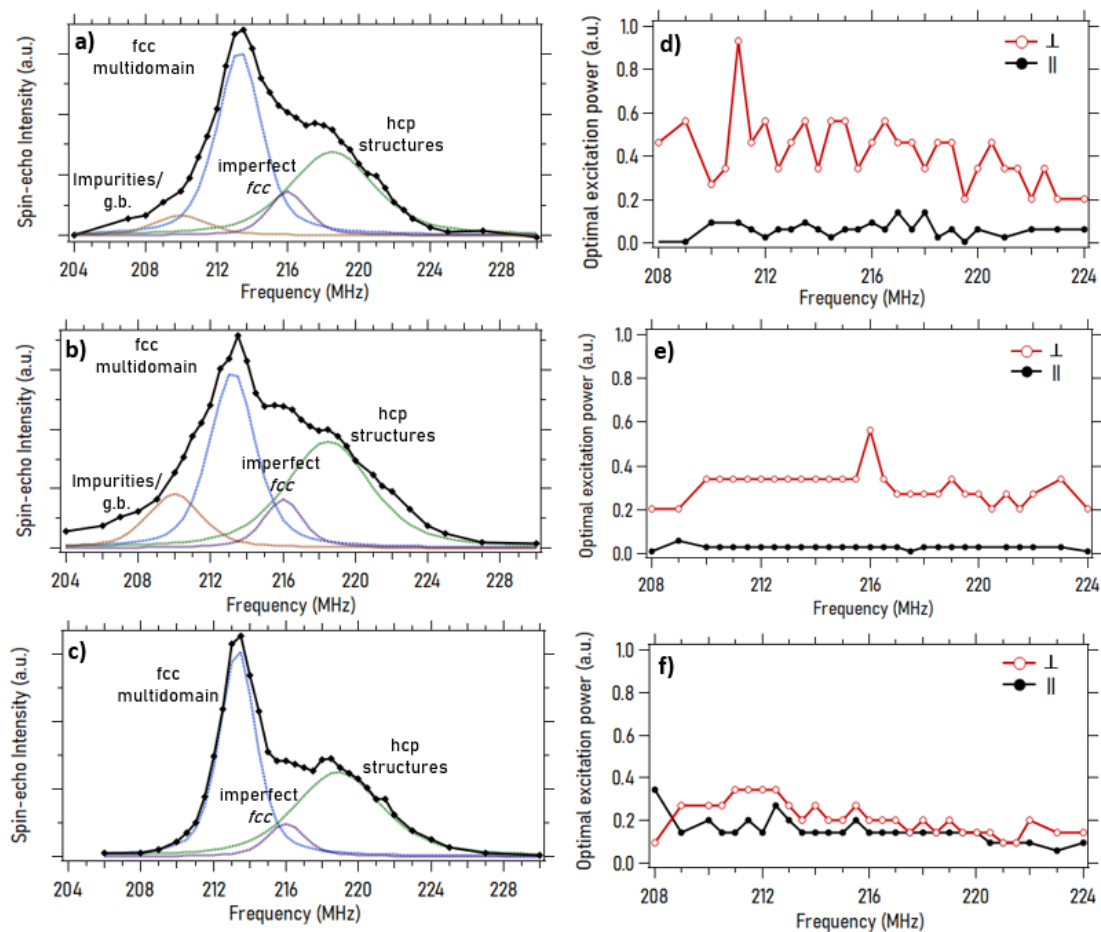 a)
fcc
multidomain
hcp
structures
imperfect
fcc
Impurities/
g.b.
Spin-echo Intensity (a.u.)
204 208 212 216 220 224 228
Frequency (MHz)
d)
⊥
||
1.0
0.8
0.6
0.4
0.2
0.0
Optimal excitation power (a.u.)
208 212 216 220 224
Frequency (MHz)
b)
fcc
multidomain
hcp
structures
imperfect
fcc
Impurities/
g.b.
Spin-echo Intensity (a.u.)
204 208 212 216 220 224 228
Frequency (MHz)
e)
⊥
||
1.0
0.8
0.6
0.4
0.2
0.0
Optimal excitation power (a.u.)
208 212 216 220 224
Frequency (MHz)
c)
fcc
multidomain
hcp
structures
imperfect
fcc
Spin-echo Intensity (a.u.)
204 208 212 216 220 224 228
Frequency (MHz)
f)
⊥
||
1.0
0.8
0.6
0.4
0.2
0.0
Optimal excitation power (a.u.)
208 212 216 220 224
Frequency (MHz)